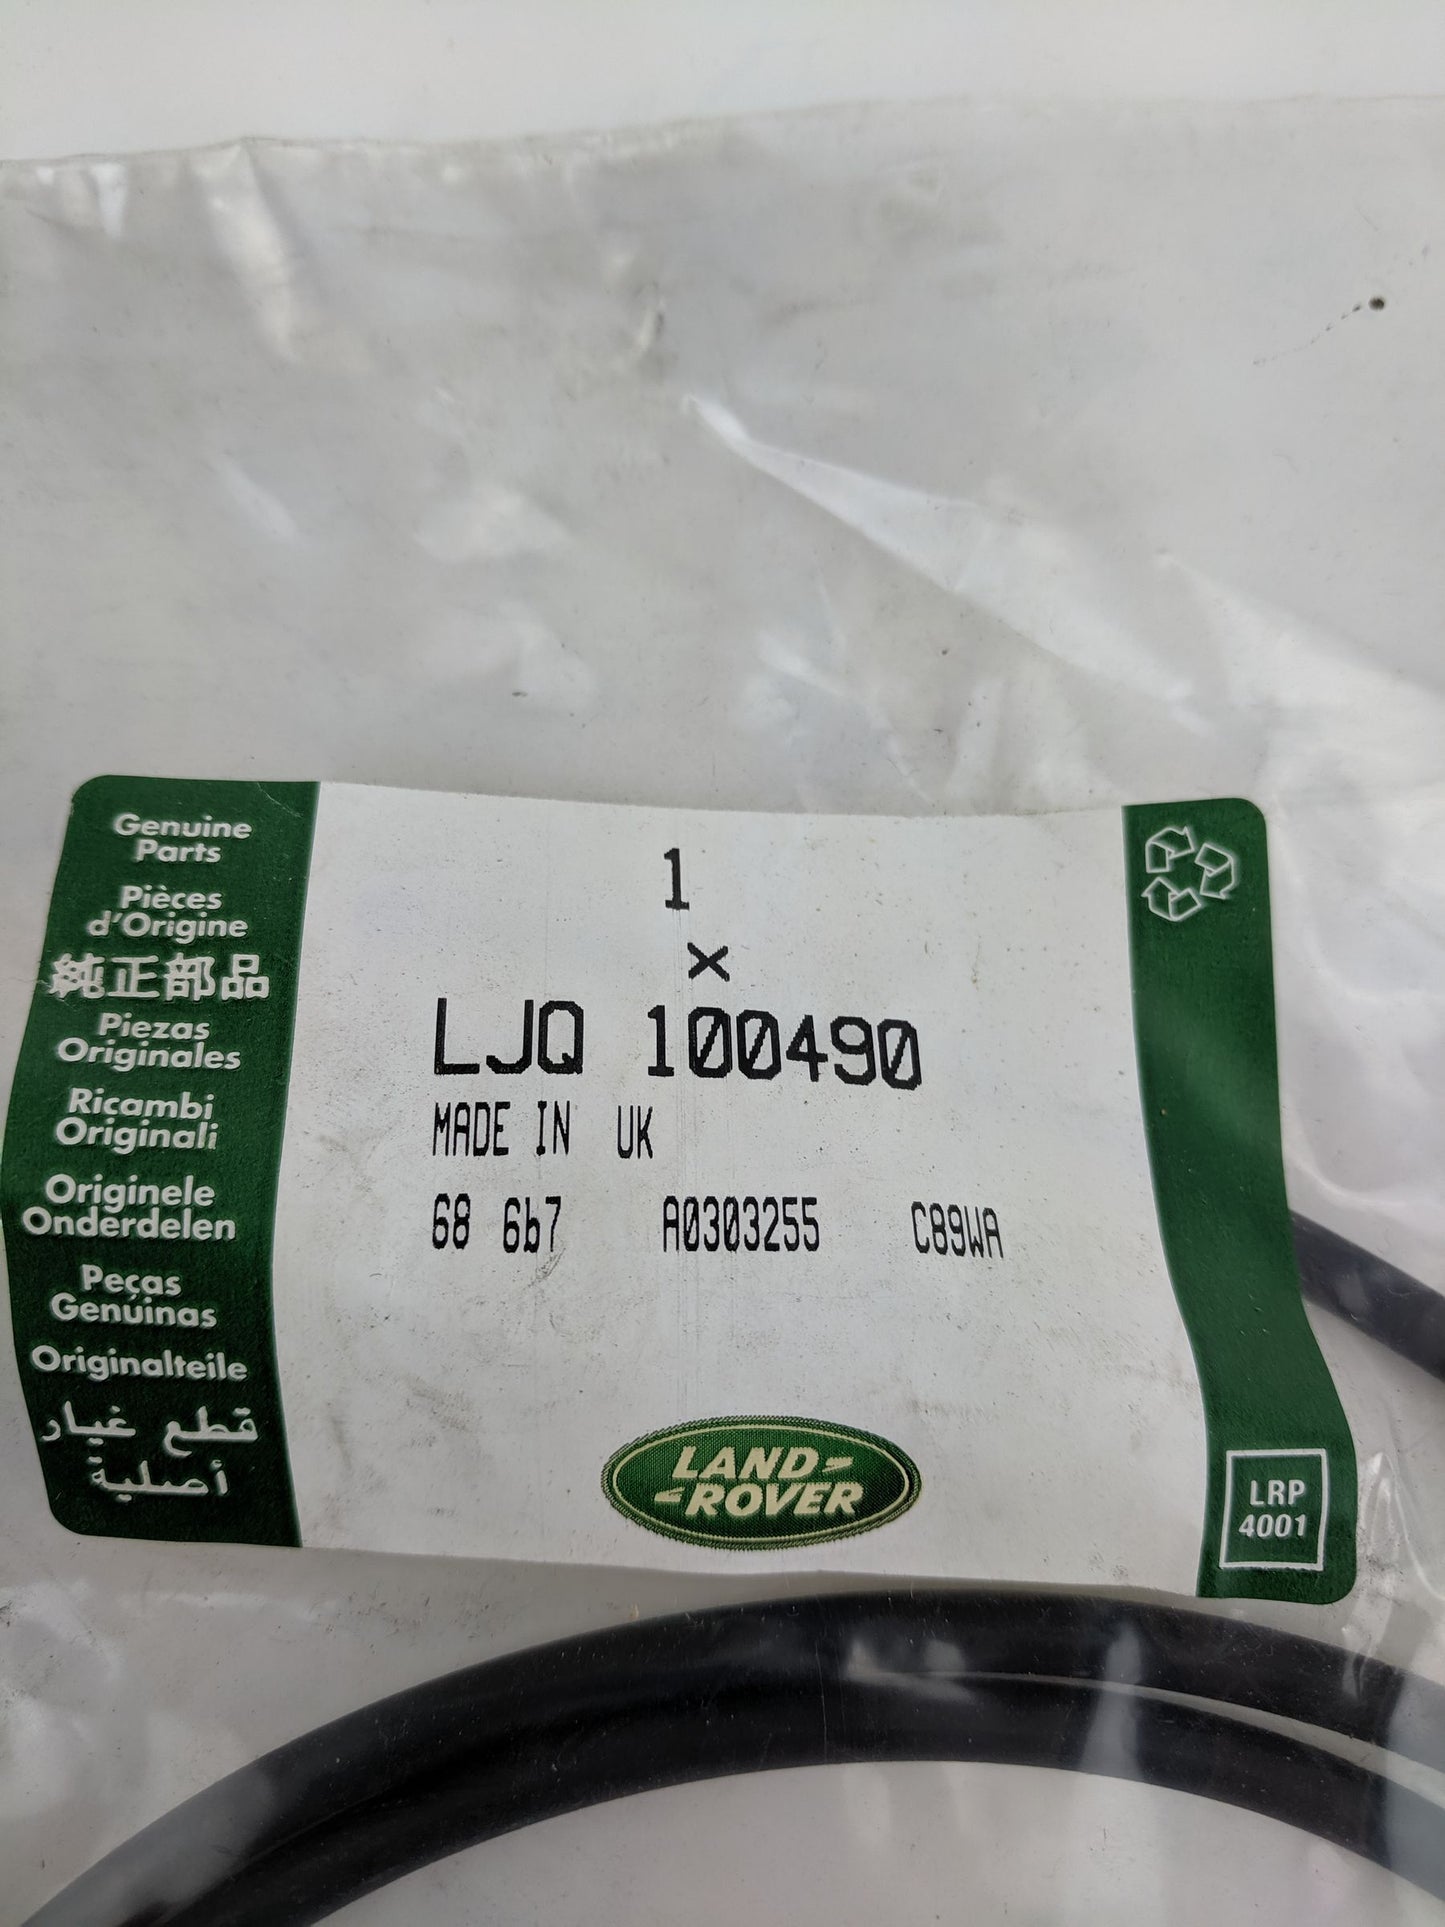 Genuine
Parts
Pièces
d'Origine
純正部品
Piezas
Originales
Ricambi
Originali
Originele
Onderdelen
Peças
Genuinas
Originalteile
قطع غيار
أصلية
1
x
LJQ 100490
MADE IN UK
68 6b7 A0303255 C89WA
LAND-
-ROVER
LRP
4001